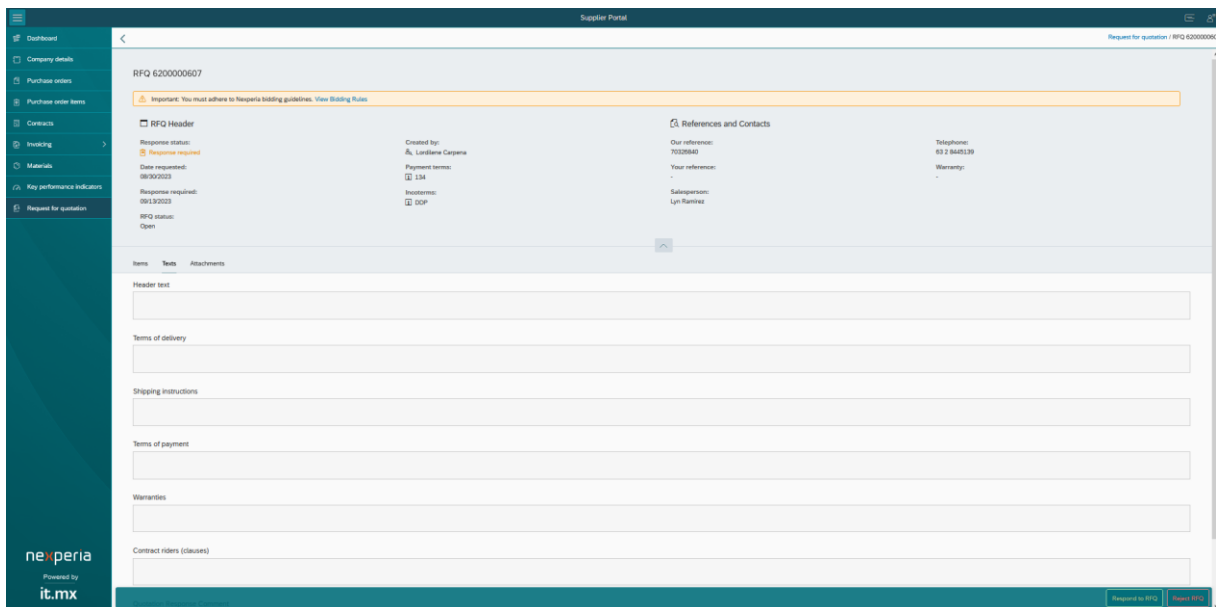 Supplier Portal
Dashboard
Company details
Purchase orders
Purchase order items
Contracts
Invoicing
Materials
Key performance indicators
Request for quotation
nexperia
Powered by
it.mx
Request for quotation / RFQ 6200000607
RFQ 6200000607
Important: You must adhere to Nexperia bidding guidelines. View Bidding Rules
RFQ Header
Response status:
Response required
Date requested:
08/30/2023
Response required:
09/13/2023
RFQ status:
Open
Created by:
Lordilene Carpena
Payment terms:
134
Incoterms:
DDP
References and Contacts
Our reference:
70328840
Your reference:
-
Salesperson:
Lyn Ramirez
Telephone:
63 2 8445139
Warranty:
-
Items Texts Attachments
Header text
Terms of delivery
Shipping instructions
Terms of payment
Warranties
Contract riders (clauses)
Respond to RFQ
Reject RFQ